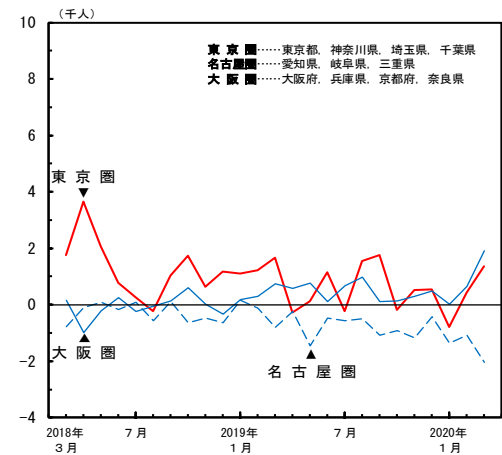 （千人）
10
東 京 圏……東京都，神奈川県，埼玉県，千葉県
名古屋圏……愛知県，岐阜県，三重県
大 阪 圏……大阪府，兵庫県，京都府，奈良県
8
6
4
東 京 圏
▼
2
0
▲
大 阪 圏
▲
名 古 屋 圏
-2
-4
2018年 7月 2019年 7月 2020年
3月 1月 1月